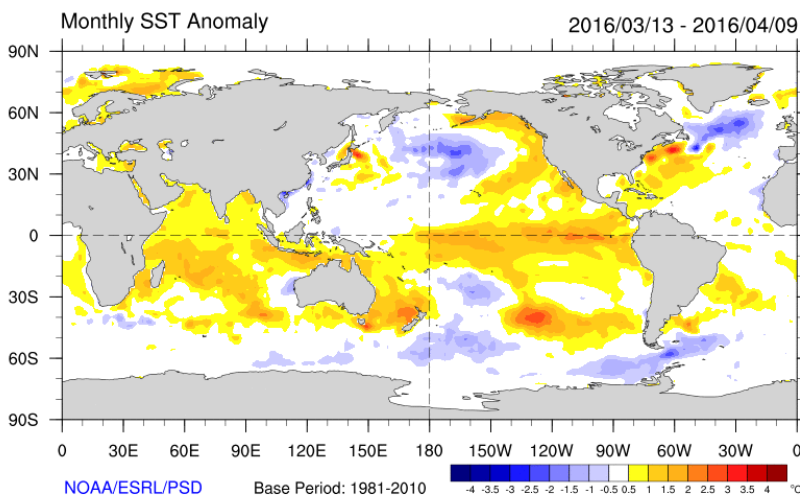 Monthly SST Anomaly 2016/03/13 - 2016/04/09
90N
60N
30N
0
30S
60S
90S
0 30E 60E 90E 120E 150E 180 150W 120W 90W 60W 30W 0
NOAA/ESRL/PSD Base Period: 1981-2010
-4 -3.5 -3 -2.5 -2 -1.5 -1 -0.5 0.5 1 1.5 2 2.5 3 3.5 4 °C